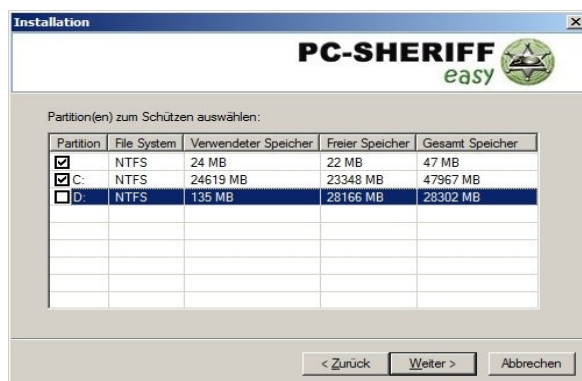 Installation
PC-SHERIFF
easy
Partition(en) zum Schützen auswählen:
Partition File System Verwendeter Speicher Freier Speicher Gesamt Speicher
NTFS 24 MB 22 MB 47 MB
C: NTFS 24619 MB 23348 MB 47967 MB
D: NTFS 135 MB 28166 MB 28302 MB
< Zurück Weiter > Abbrechen